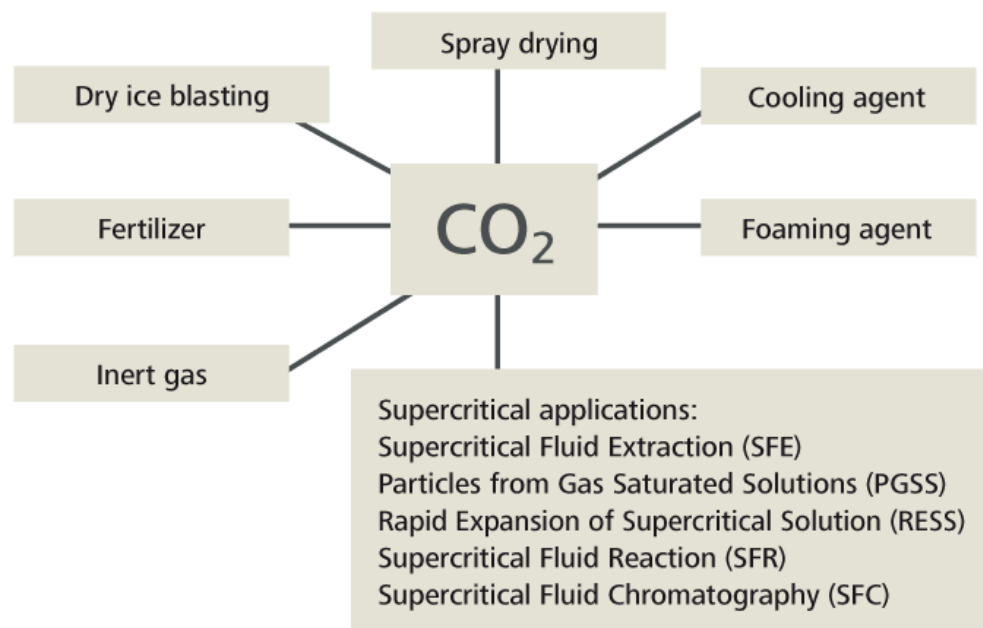 Spray drying
Dry ice blasting
Cooling agent
CO₂
Fertilizer
Foaming agent
Inert gas
Supercritical applications:
Supercritical Fluid Extraction (SFE)
Particles from Gas Saturated Solutions (PGSS)
Rapid Expansion of Supercritical Solution (RESS)
Supercritical Fluid Reaction (SFR)
Supercritical Fluid Chromatography (SFC)